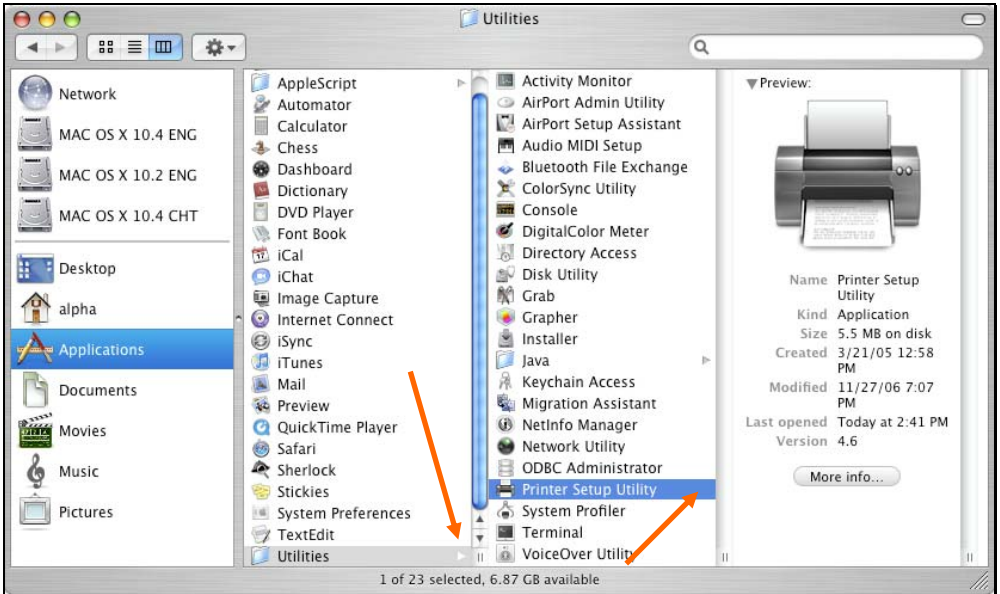 Utilities
Network
MAC OS X 10.4 ENG
MAC OS X 10.2 ENG
MAC OS X 10.4 CHT
Desktop
alpha
Applications
Documents
Movies
Music
Pictures
AppleScript
Automator
Calculator
Chess
Dashboard
Dictionary
DVD Player
Font Book
iCal
iChat
Image Capture
Internet Connect
iSync
iTunes
Mail
Preview
QuickTime Player
Safari
Sherlock
Stickies
System Preferences
TextEdit
Utilities
Activity Monitor
AirPort Admin Utility
AirPort Setup Assistant
Audio MIDI Setup
Bluetooth File Exchange
ColorSync Utility
Console
DigitalColor Meter
Directory Access
Disk Utility
Grab
Grapher
Installer
Java
Keychain Access
Migration Assistant
NetInfo Manager
Network Utility
ODBC Administrator
Printer Setup Utility
System Profiler
Terminal
VoiceOver Utility
Preview:
Name Printer Setup
Utility
Kind Application
Size 5.5 MB on disk
Created 3/21/05 12:58
PM
Modified 11/27/06 7:07
PM
Last opened Today at 2:41 PM
Version 4.6
More info...
1 of 23 selected, 6.87 GB available